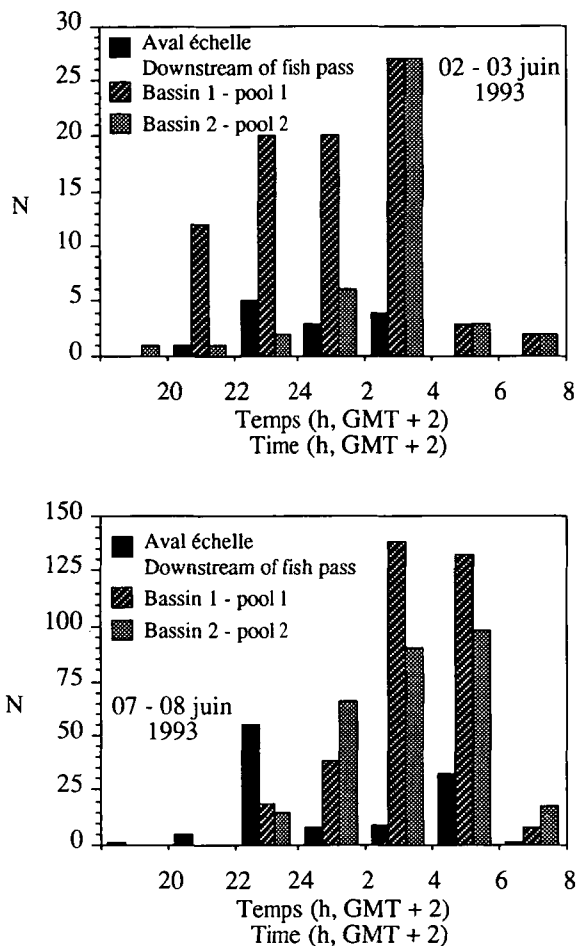 30
25
20
15
10
5
0
N
Aval échelle
Downstream of fish pass
Bassin 1 - pool 1
Bassin 2 - pool 2
02 - 03 juin
1993
20 22 24 2 4 6 8
Temps (h, GMT + 2)
Time (h, GMT + 2)
150
125
100
75
50
25
0
N
Aval échelle
Downstream of fish pass
Bassin 1 - pool 1
Bassin 2 - pool 2
07 - 08 juin
1993
20 22 24 2 4 6 8
Temps (h, GMT + 2)
Time (h, GMT + 2)